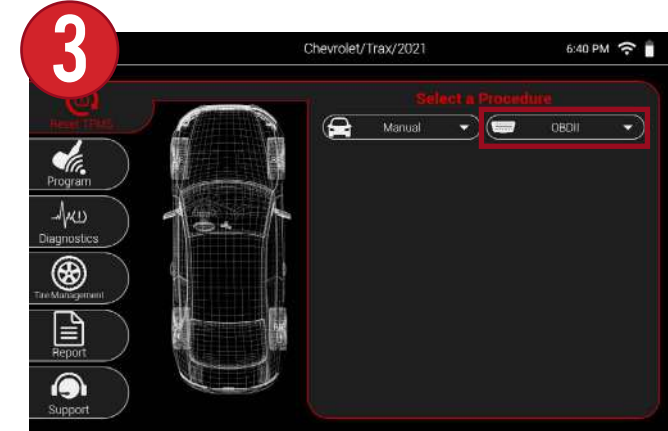 3
Chevrolet/Trax/2021
6:40 PM
Select a Procedure
Reset TPMS
Manual
OBDII
Program
Diagnostics
Tire Management
Report
Support